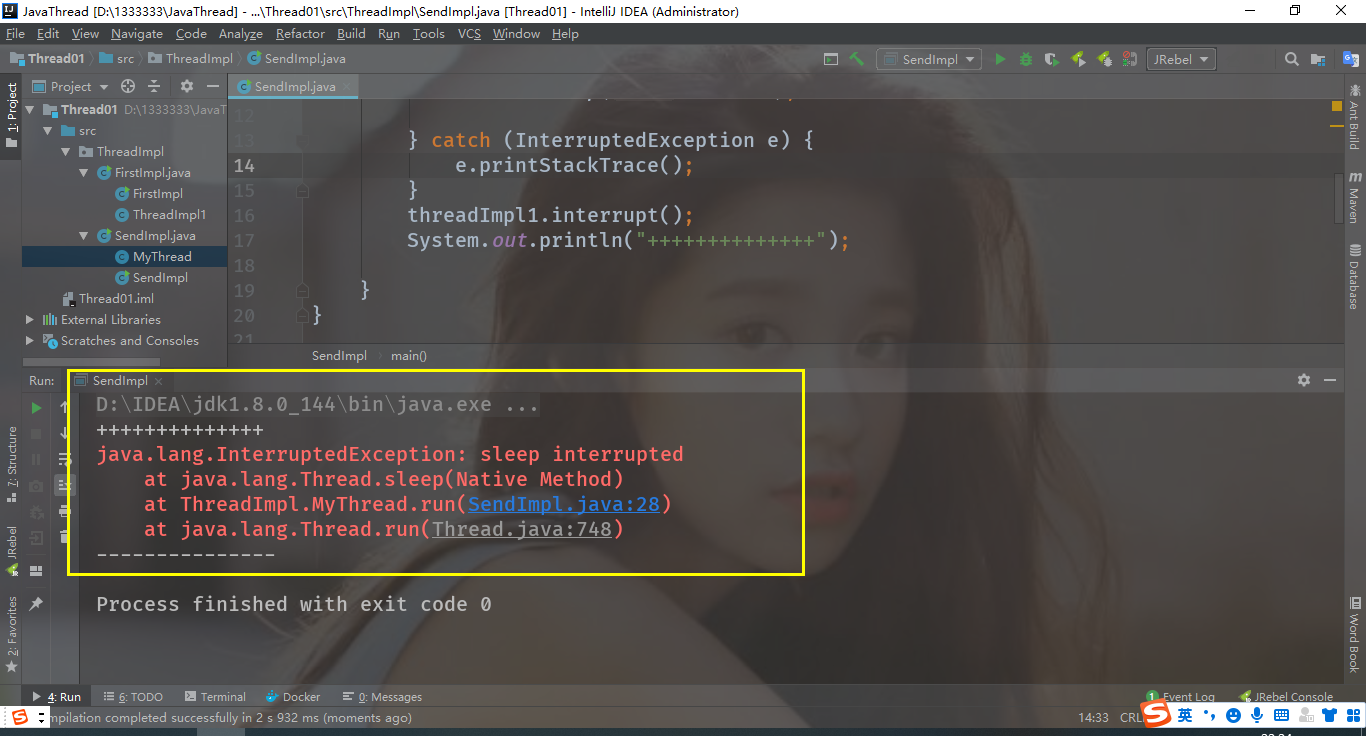 JavaThread [D:\1333333\JavaThread] - ...\Thread01\src\ThreadImpl\SendImpl.java [Thread01] - IntelliJ IDEA (Administrator)
File Edit View Navigate Code Analyze Refactor Build Run Tools VCS Window Help
Thread01 src ThreadImpl SendImpl.java SendImpl JRebel
1: Project
Project
SendImpl.java
Thread01 D:\1333333\JavaT
src
ThreadImpl
FirstImpl.java
FirstImpl
ThreadImpl1
SendImpl.java
MyThread
SendImpl
Thread01.iml
External Libraries
Scratches and Consoles
12
13 } catch (InterruptedException e) {
14 e.printStackTrace();
15 }
16 threadImpl1.interrupt();
17 System.out.println("++++++++++++++");
18
19 }
20 }
21
SendImpl main()
Ant Build
Maven
Database
Word Book
Run: SendImpl
D:\IDEA\jdk1.8.0_144\bin\java.exe ...
++++++++++++++
java.lang.InterruptedException: sleep interrupted
at java.lang.Thread.sleep(Native Method)
at ThreadImpl.MyThread.run(SendImpl.java:28)
at java.lang.Thread.run(Thread.java:748)
---------------
Process finished with exit code 0
Z: Structure
JRebel
2: Favorites
4: Run 6: TODO Terminal Docker 0: Messages 1 Event Log JRebel Console
mpilation completed successfully in 2 s 932 ms (moments ago) 14:33 CRL 英